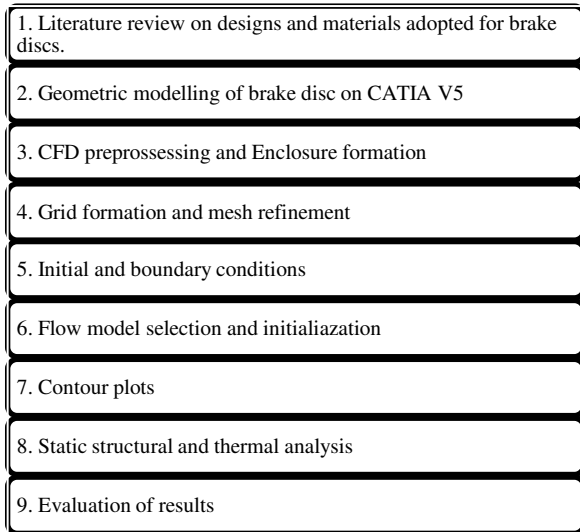 1. Literature review on designs and materials adopted for brake
discs.
2. Geometric modelling of brake disc on CATIA V5
3. CFD preprossessing and Enclosure formation
4. Grid formation and mesh refinement
5. Initial and boundary conditions
6. Flow model selection and initialiazation
7. Contour plots
8. Static structural and thermal analysis
9. Evaluation of results